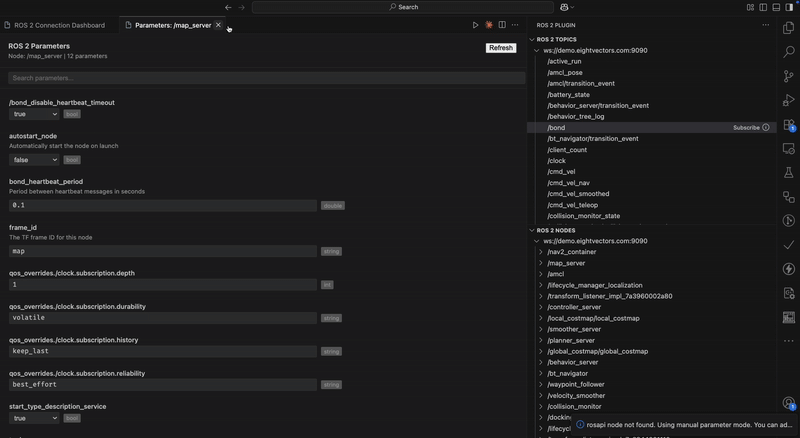 Search
ROS 2 Connection Dashboard
Parameters: /map_server
ROS 2 Parameters
Node: /map_server | 12 parameters
Refresh
Search parameters...
/bond_disable_heartbeat_timeout
true
bool
autostart_node
Automatically start the node on launch
false
bool
bond_heartbeat_period
Period between heartbeat messages in seconds
0.1
double
frame_id
The TF frame ID for this node
map
string
qos_overrides./clock.subscription.depth
1
int
qos_overrides./clock.subscription.durability
volatile
string
qos_overrides./clock.subscription.history
keep_last
string
qos_overrides./clock.subscription.reliability
best_effort
string
start_type_description_service
true
bool
ROS 2 PLUGIN
ROS 2 TOPICS
ws://demo.eightvectors.com:9090
/active_run
/amcl_pose
/amcl/transition_event
/battery_state
/behavior_server/transition_event
/behavior_tree_log
/bond
Subscribe
/bt_navigator/transition_event
/client_count
/clock
/cmd_vel
/cmd_vel_nav
/cmd_vel_smoothed
/cmd_vel_teleop
/collision_monitor_state
ROS 2 NODES
ws://demo.eightvectors.com:9090
/nav2_container
/map_server
/amcl
/lifecycle_manager_localization
/transform_listener_impl_7a3960002a80
/controller_server
/local_costmap/local_costmap
/smoother_server
/planner_server
/global_costmap/global_costmap
/behavior_server
/bt_navigator
/waypoint_follower
/velocity_smoother
/collision_monitor
/docking
/lifecycle
rosapi node not found. Using manual parameter mode. You can ad...
1
1